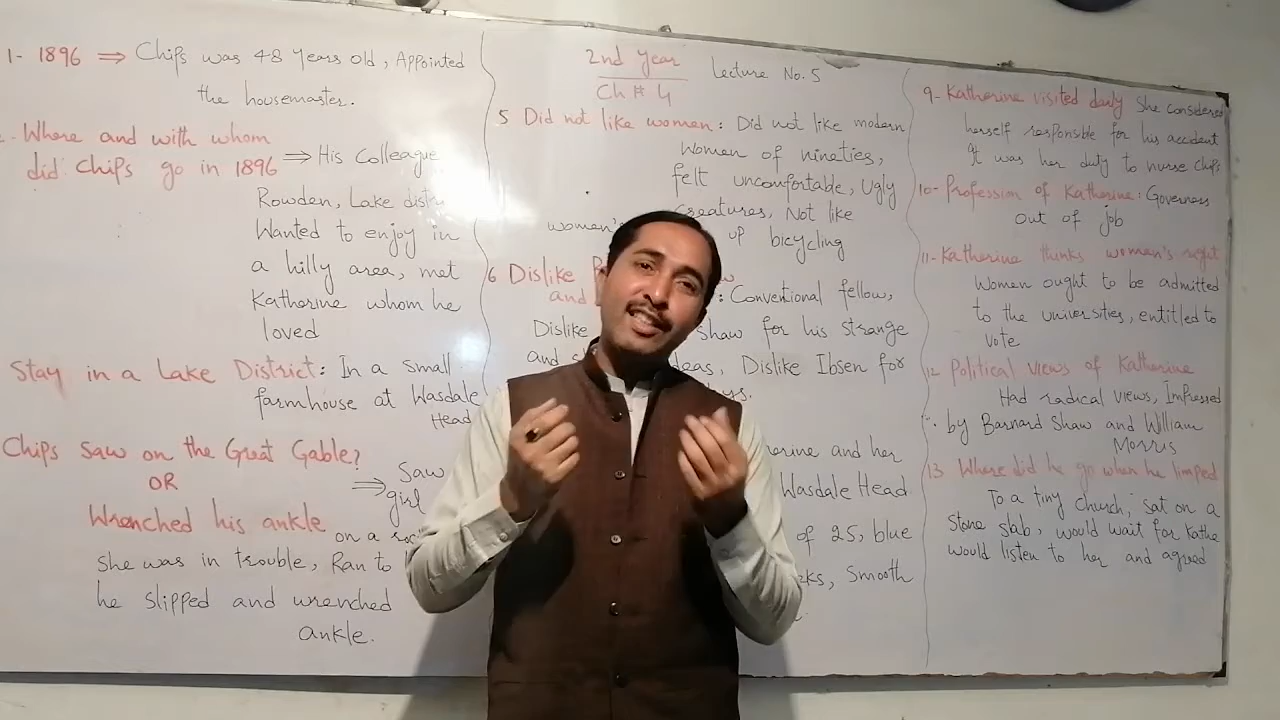 1- 1896 ⇒ Chips was 48 Years old, Appointed
the housemaster.
Where and with whom
did Chips go in 1896 ⇒ His Colleague
Rowden, Lake distr
Wanted to enjoy in
a hilly area, met
Katherine whom he
loved
Stay in a Lake District: In a small
farmhouse at Wasdale
Head
Chips Saw on the Great Gable?
OR
⇒ Saw
girl
Wrenched his ankle on a ro
she was in trouble, Ran to
he slipped and wrenched
ankle.
2nd Year
Ch # 4
Lecture No. 5
5 Did not like women: Did not like modern
Women of nineties,
felt uncomfortable, Ugly
Creatures, Not like
women's up bicycling
6 Dislike
and : Conventional fellow,
Dislike Shaw for his strange
and deas, Dislike Ibsen for
ys.
erine and her
Wasdale Head
of 25, blue
eks, Smooth
9- Katherine visited daily She considered
herself responsible for his accident
It was her duty to nurse Chips
10- Profession of Katherine: Governess
out of job
11- Katherine thinks women's right
Women ought to be admitted
to the universities, entitled to
vote
12 Political views of Katherine
Had radical views, Impressed
by Barnard Shaw and William
Morris
13 Where did he go when he limped
To a tiny church; sat on a
stone slab, would wait for Kathe
would listen to her and agreed